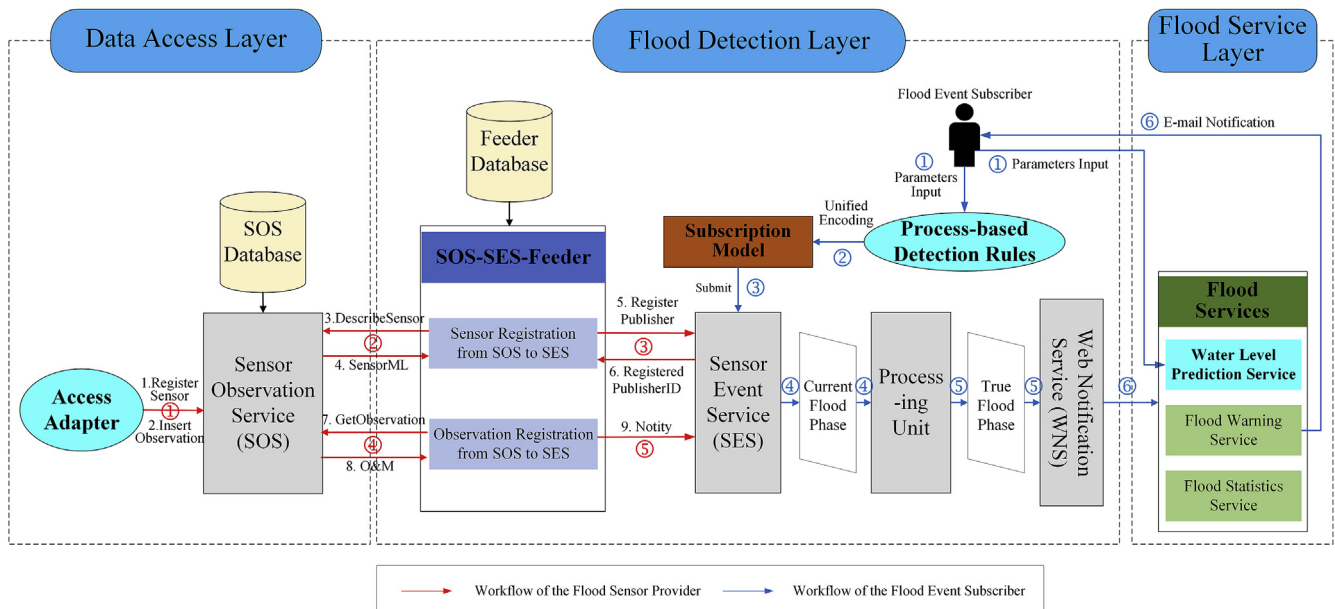 Data Access Layer
Flood Detection Layer
Flood Service
Layer
Flood Event Subscriber
⑥ E-mail Notification
Feeder
Database
①
Parameters
Input
① Parameters Input
SOS
Database
Unified
Encoding
②
Subscription
Model
Process-based
Detection Rules
SOS-SES-Feeder
Submit ③
Flood
Services
3.DescribeSensor
②
4. SensorML
Sensor Registration
from SOS to SES
5. Register
Publisher
③
6. Registered
PublisherID
Water Level
Prediction Service
Access
Adapter
1.Register
Sensor
①
2.Insert
Observation
Sensor
Observation
Service
(SOS)
7. GetObservation
④
8. O&M
Observation Registration
from SOS to SES
9. Notity
⑤
Sensor
Event
Service
(SES)
④
Current
Flood
Phase
④
Process
-ing
Unit
⑤
True
Flood
Phase
⑤
Web Notification
Service (WNS)
⑥
Flood Warning
Service
Flood Statistics
Service
Workflow of the Flood Sensor Provider
Workflow of the Flood Event Subscriber